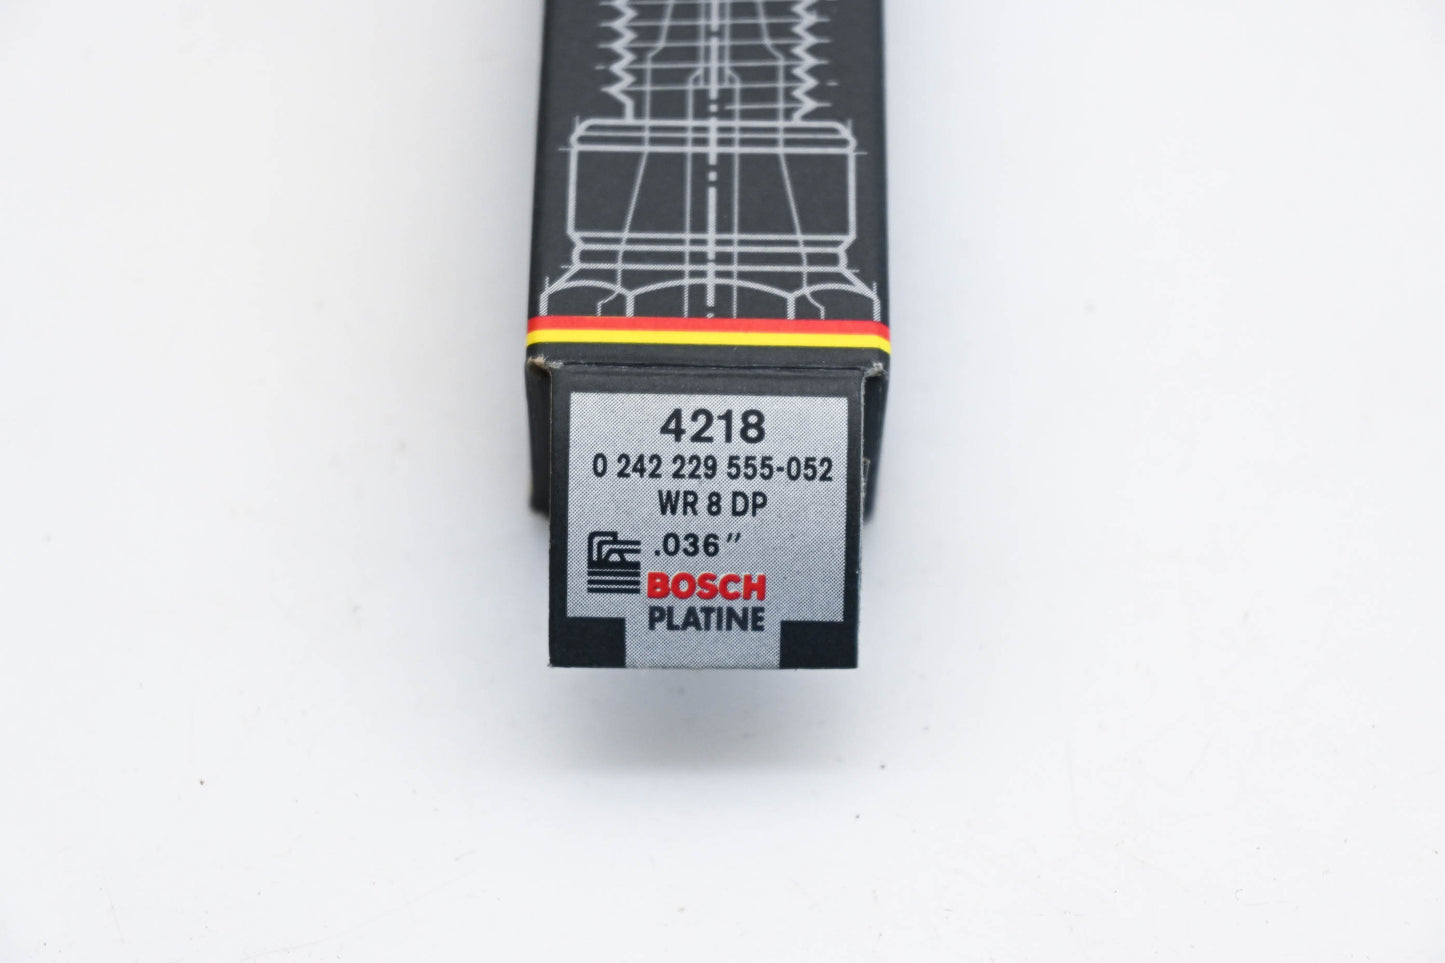 4218
0 242 229 555-052
WR 8 DP
.036″
BOSCH
PLATINE